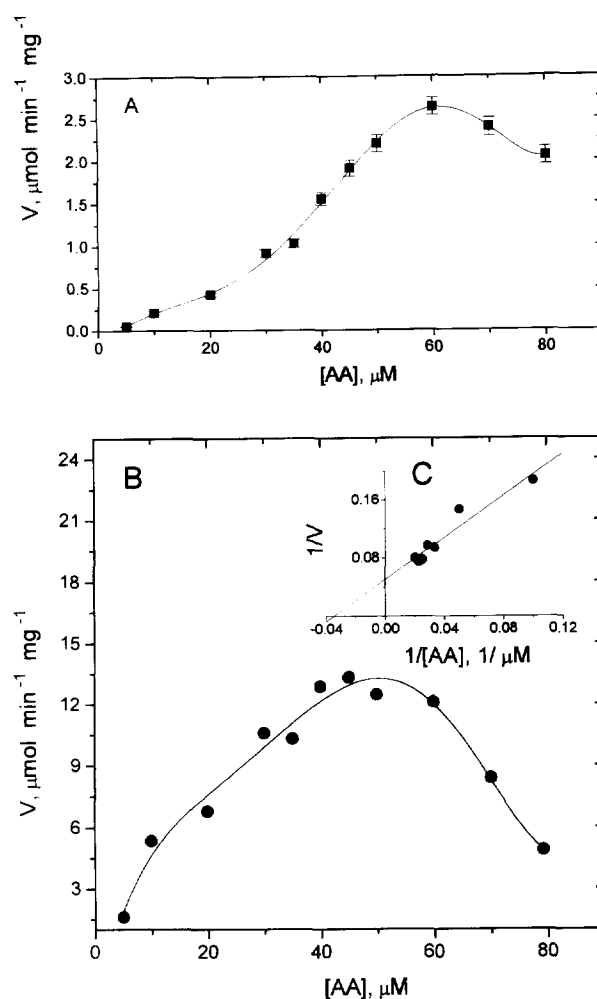 A
V, μmol min⁻¹ mg⁻¹
3.0
2.5
2.0
1.5
1.0
0.5
0.0
0 20 40 60 80
[AA], μM
B
V, μmol min⁻¹ mg⁻¹
24
21
18
15
12
9
6
3
C
1/V
0.16
0.08
-0.04 0.00 0.04 0.08 0.12
1/[AA], 1/ μM
0 20 40 60 80
[AA], μM